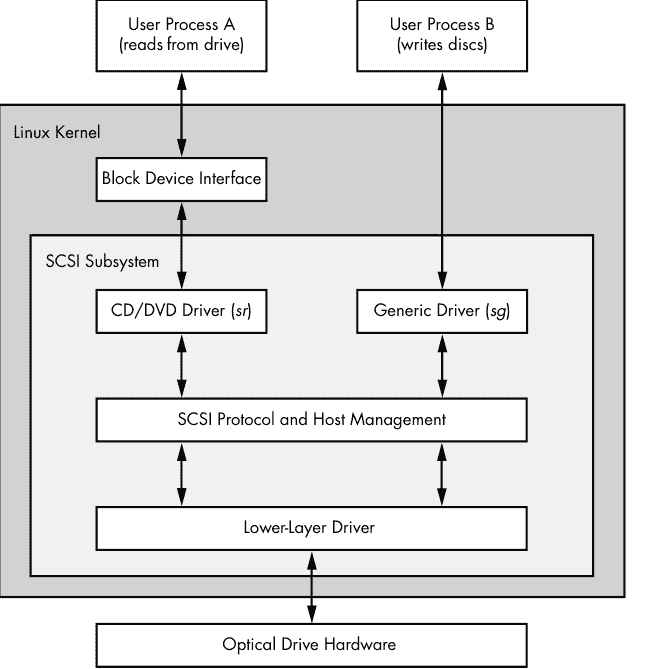 User Process A
(reads from drive)
User Process B
(writes discs)
Linux Kernel
Block Device Interface
SCSI Subsystem
CD/DVD Driver (sr)
Generic Driver (sg)
SCSI Protocol and Host Management
Lower-Layer Driver
Optical Drive Hardware